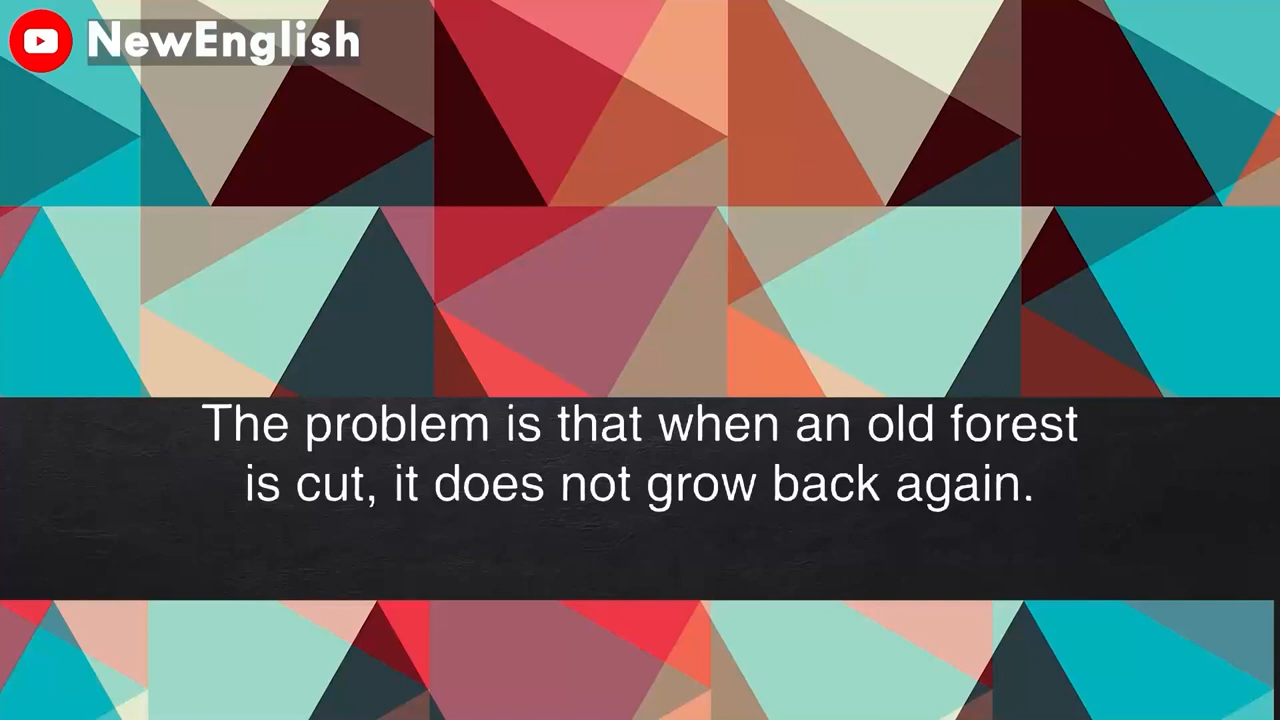 NewEnglish
The problem is that when an old forest
is cut, it does not grow back again.